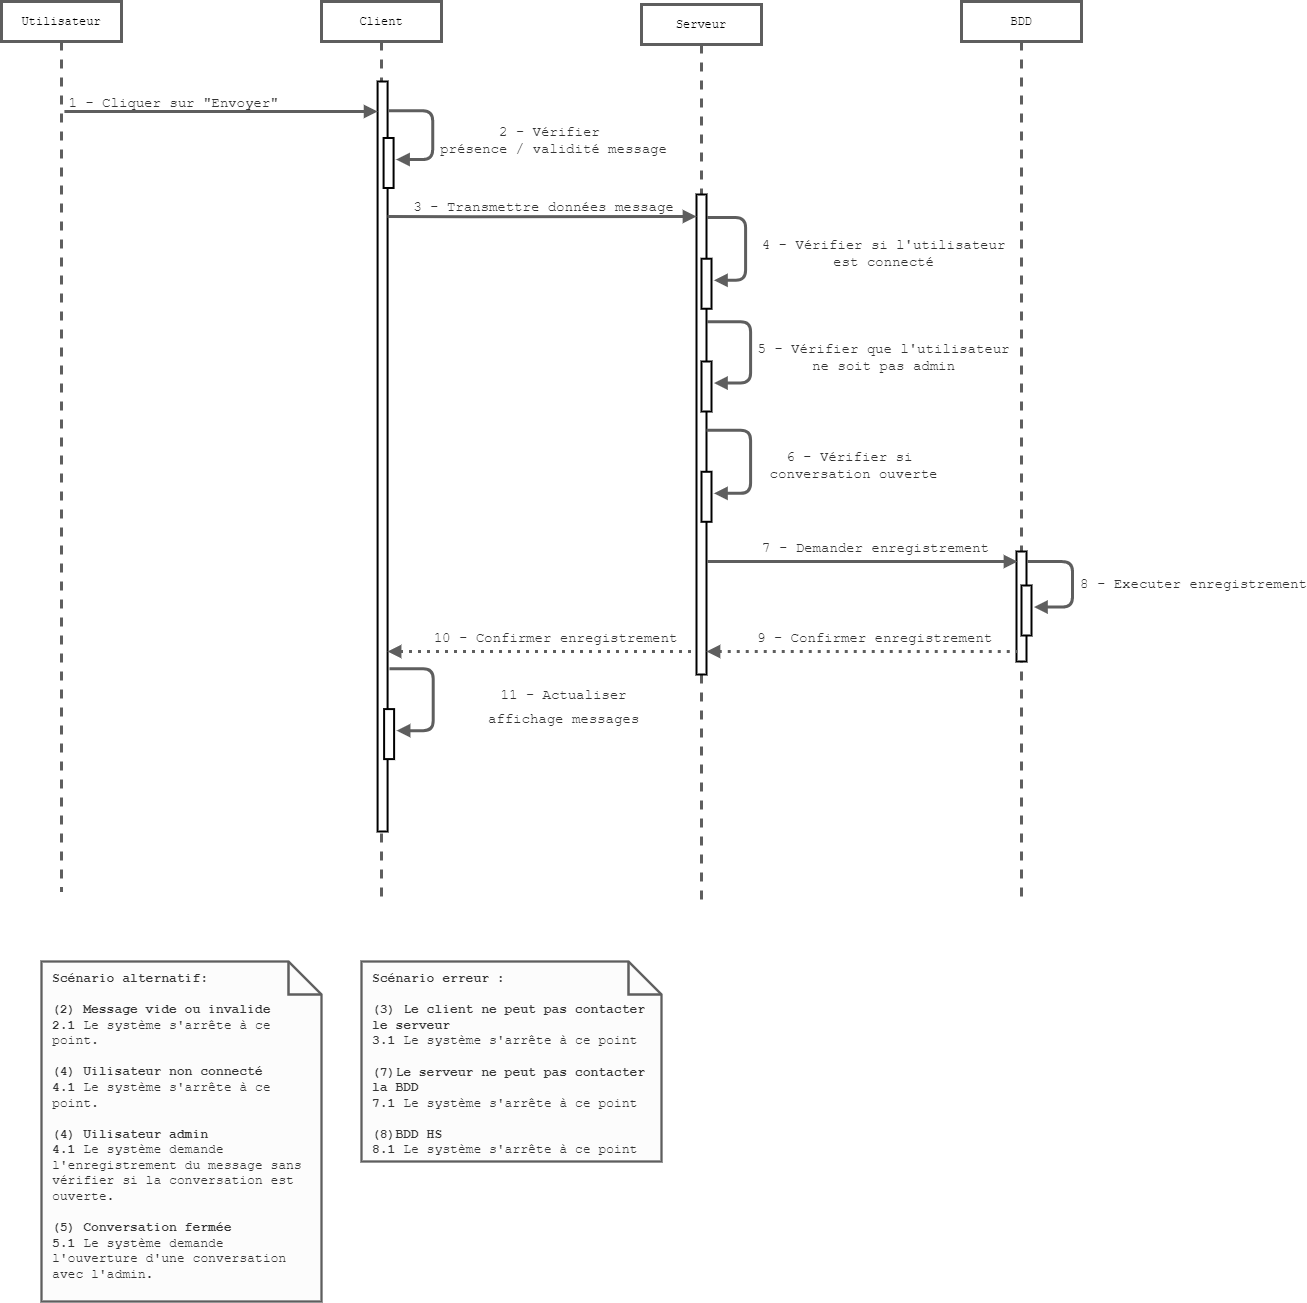 Utilisateur
Client
Serveur
BDD
1 - Cliquer sur "Envoyer"
2 - Vérifier
présence / validité message
3 - Transmettre données message
4 - Vérifier si l'utilisateur
est connecté
5 - Vérifier que l'utilisateur
ne soit pas admin
6 - Vérifier si
conversation ouverte
7 - Demander enregistrement
8 - Executer enregistrement
9 - Confirmer enregistrement
10 - Confirmer enregistrement
11 - Actualiser
affichage messages
Scénario alternatif:
(2) Message vide ou invalide
2.1 Le système s'arrête à ce
point.
(4) Uilisateur non connecté
4.1 Le système s'arrête à ce
point.
(4) Uilisateur admin
4.1 Le système demande
l'enregistrement du message sans
vérifier si la conversation est
ouverte.
(5) Conversation fermée
5.1 Le système demande
l'ouverture d'une conversation
avec l'admin.
Scénario erreur :
(3) Le client ne peut pas contacter
le serveur
3.1 Le système s'arrête à ce point
(7)Le serveur ne peut pas contacter
la BDD
7.1 Le système s'arrête à ce point
(8)BDD HS
8.1 Le système s'arrête à ce point